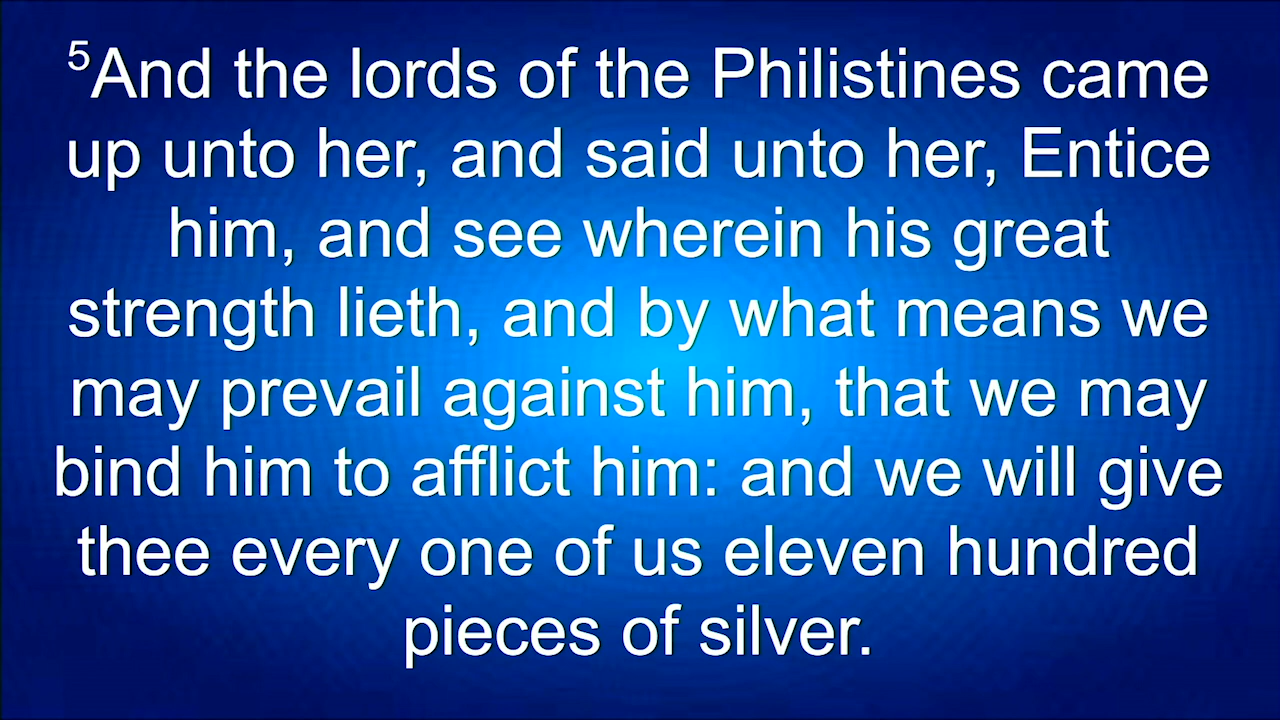 5And the lords of the Philistines came
up unto her, and said unto her, Entice
him, and see wherein his great
strength lieth, and by what means we
may prevail against him, that we may
bind him to afflict him: and we will give
thee every one of us eleven hundred
pieces of silver.